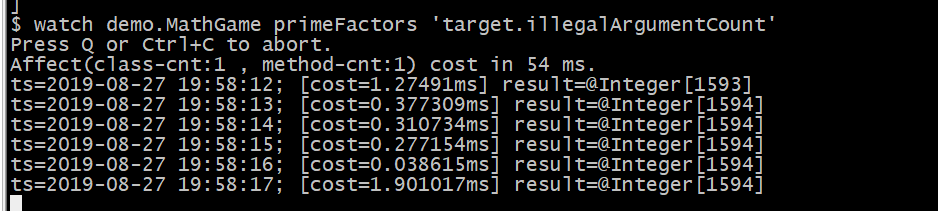 ]
$ watch demo.MathGame primeFactors 'target.illegalArgumentCount'
Press Q or Ctrl+C to abort.
Affect(class-cnt:1 , method-cnt:1) cost in 54 ms.
ts=2019-08-27 19:58:12; [cost=1.27491ms] result=@Integer[1593]
ts=2019-08-27 19:58:13; [cost=0.377309ms] result=@Integer[1594]
ts=2019-08-27 19:58:14; [cost=0.310734ms] result=@Integer[1594]
ts=2019-08-27 19:58:15; [cost=0.277154ms] result=@Integer[1594]
ts=2019-08-27 19:58:16; [cost=0.038615ms] result=@Integer[1594]
ts=2019-08-27 19:58:17; [cost=1.901017ms] result=@Integer[1594]